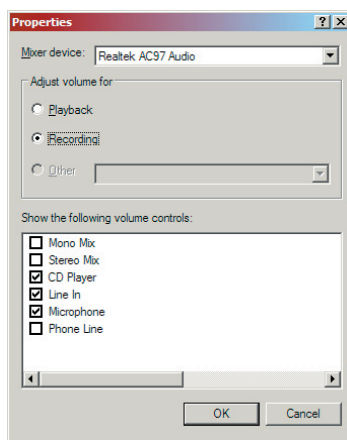 Properties
Mixer device: Realtek AC97 Audio
Adjust volume for
Playback
Recording
Other
Show the following volume controls:
Mono Mix
Stereo Mix
CD Player
Line In
Microphone
Phone Line
OK Cancel